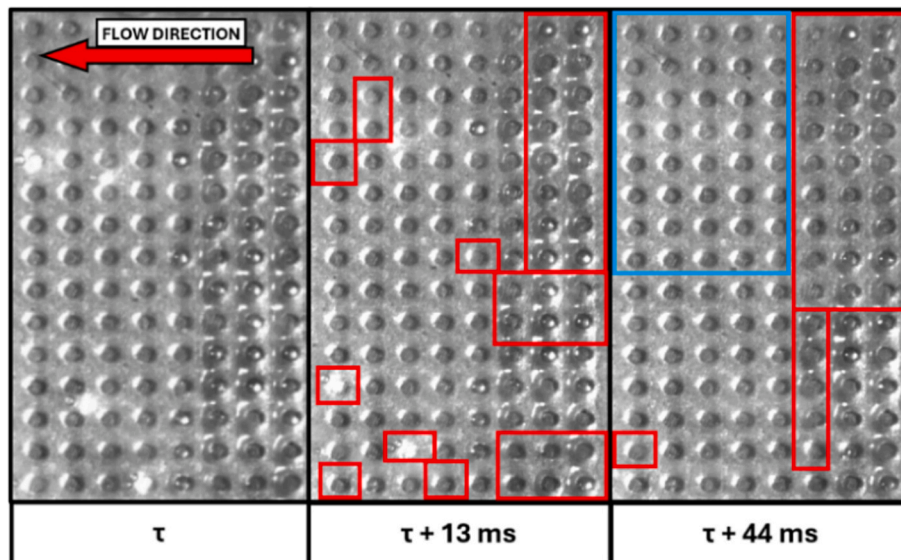 FLOW DIRECTION
τ
τ + 13 ms
τ + 44 ms